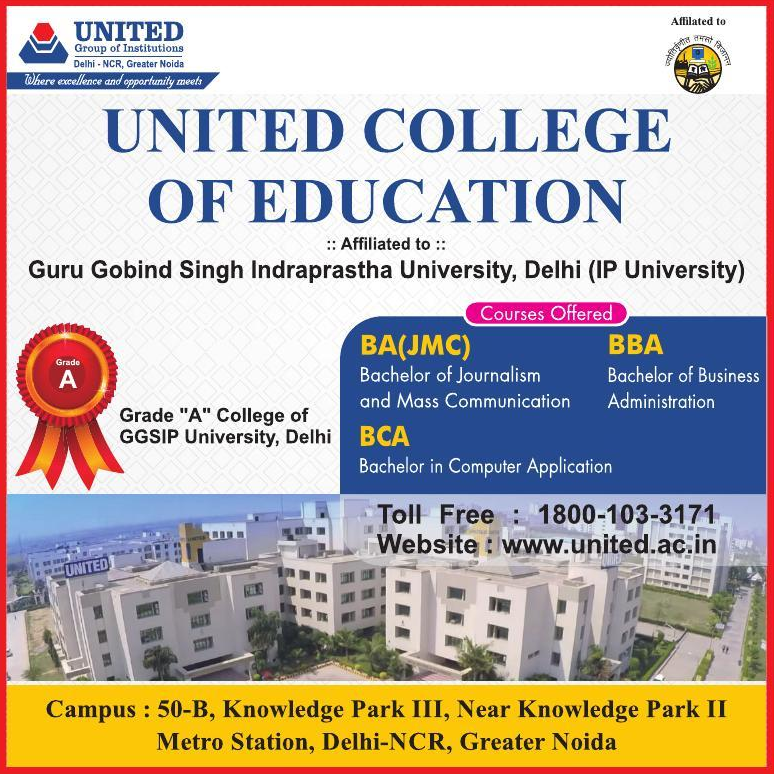 UNITED
Group of Institutions
Delhi - NCR, Greater Noida
Where excellence and opportunity meets
Affilated to
ज्योतिर्वृणीत तमसो विजानन
UNITED COLLEGE
OF EDUCATION
:: Affiliated to ::
Guru Gobind Singh Indraprastha University, Delhi (IP University)
Courses Offered
BA(JMC)
Bachelor of Journalism
and Mass Communication
BBA
Bachelor of Business
Administration
BCA
Bachelor in Computer Application
Grade
A
Grade "A" College of
GGSIP University, Delhi
Toll Free : 1800-103-3171
Website : www.united.ac.in
UNITED
Campus : 50-B, Knowledge Park III, Near Knowledge Park II
Metro Station, Delhi-NCR, Greater Noida